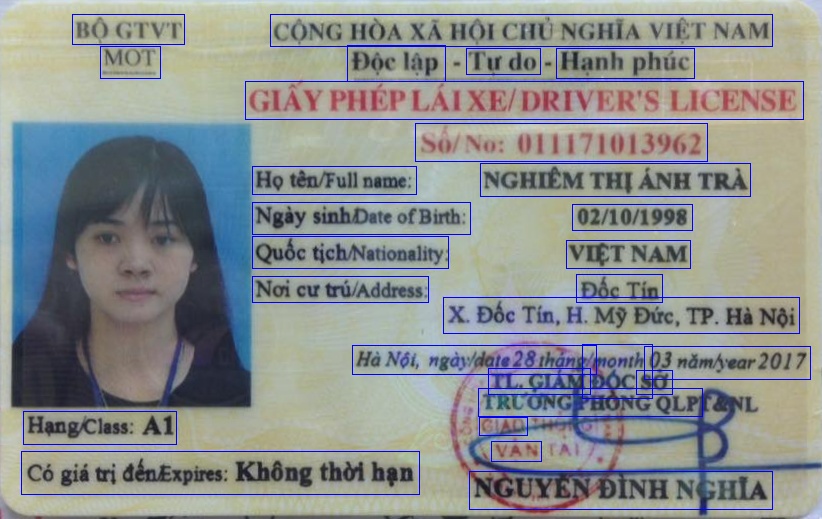 BỘ GTVT
MOT
CỘNG HÒA XÃ HỘI CHỦ NGHĨA VIỆT NAM
Độc lập - Tự do - Hạnh phúc
GIẤY PHÉP LÁI XE/DRIVER'S LICENSE
Số/No: 011171013962
Họ tên/Full name: NGHIÊM THỊ ÁNH TRÀ
Ngày sinh/Date of Birth: 02/10/1998
Quốc tịch/Nationality: VIỆT NAM
Nơi cư trú/Address: Đốc Tín
X. Đốc Tín, H. Mỹ Đức, TP. Hà Nội
Hà Nội, ngày/date 28 tháng/month 03 năm/year 2017
TL. GIÁM ĐỐC SỞ
TRƯỞNG PHÒNG QLPT&NL
GIAO THÔNG
VẬN TẢI
Hạng/Class: A1
Có giá trị đến/Expires: Không thời hạn
NGUYỄN ĐÌNH NGHĨA